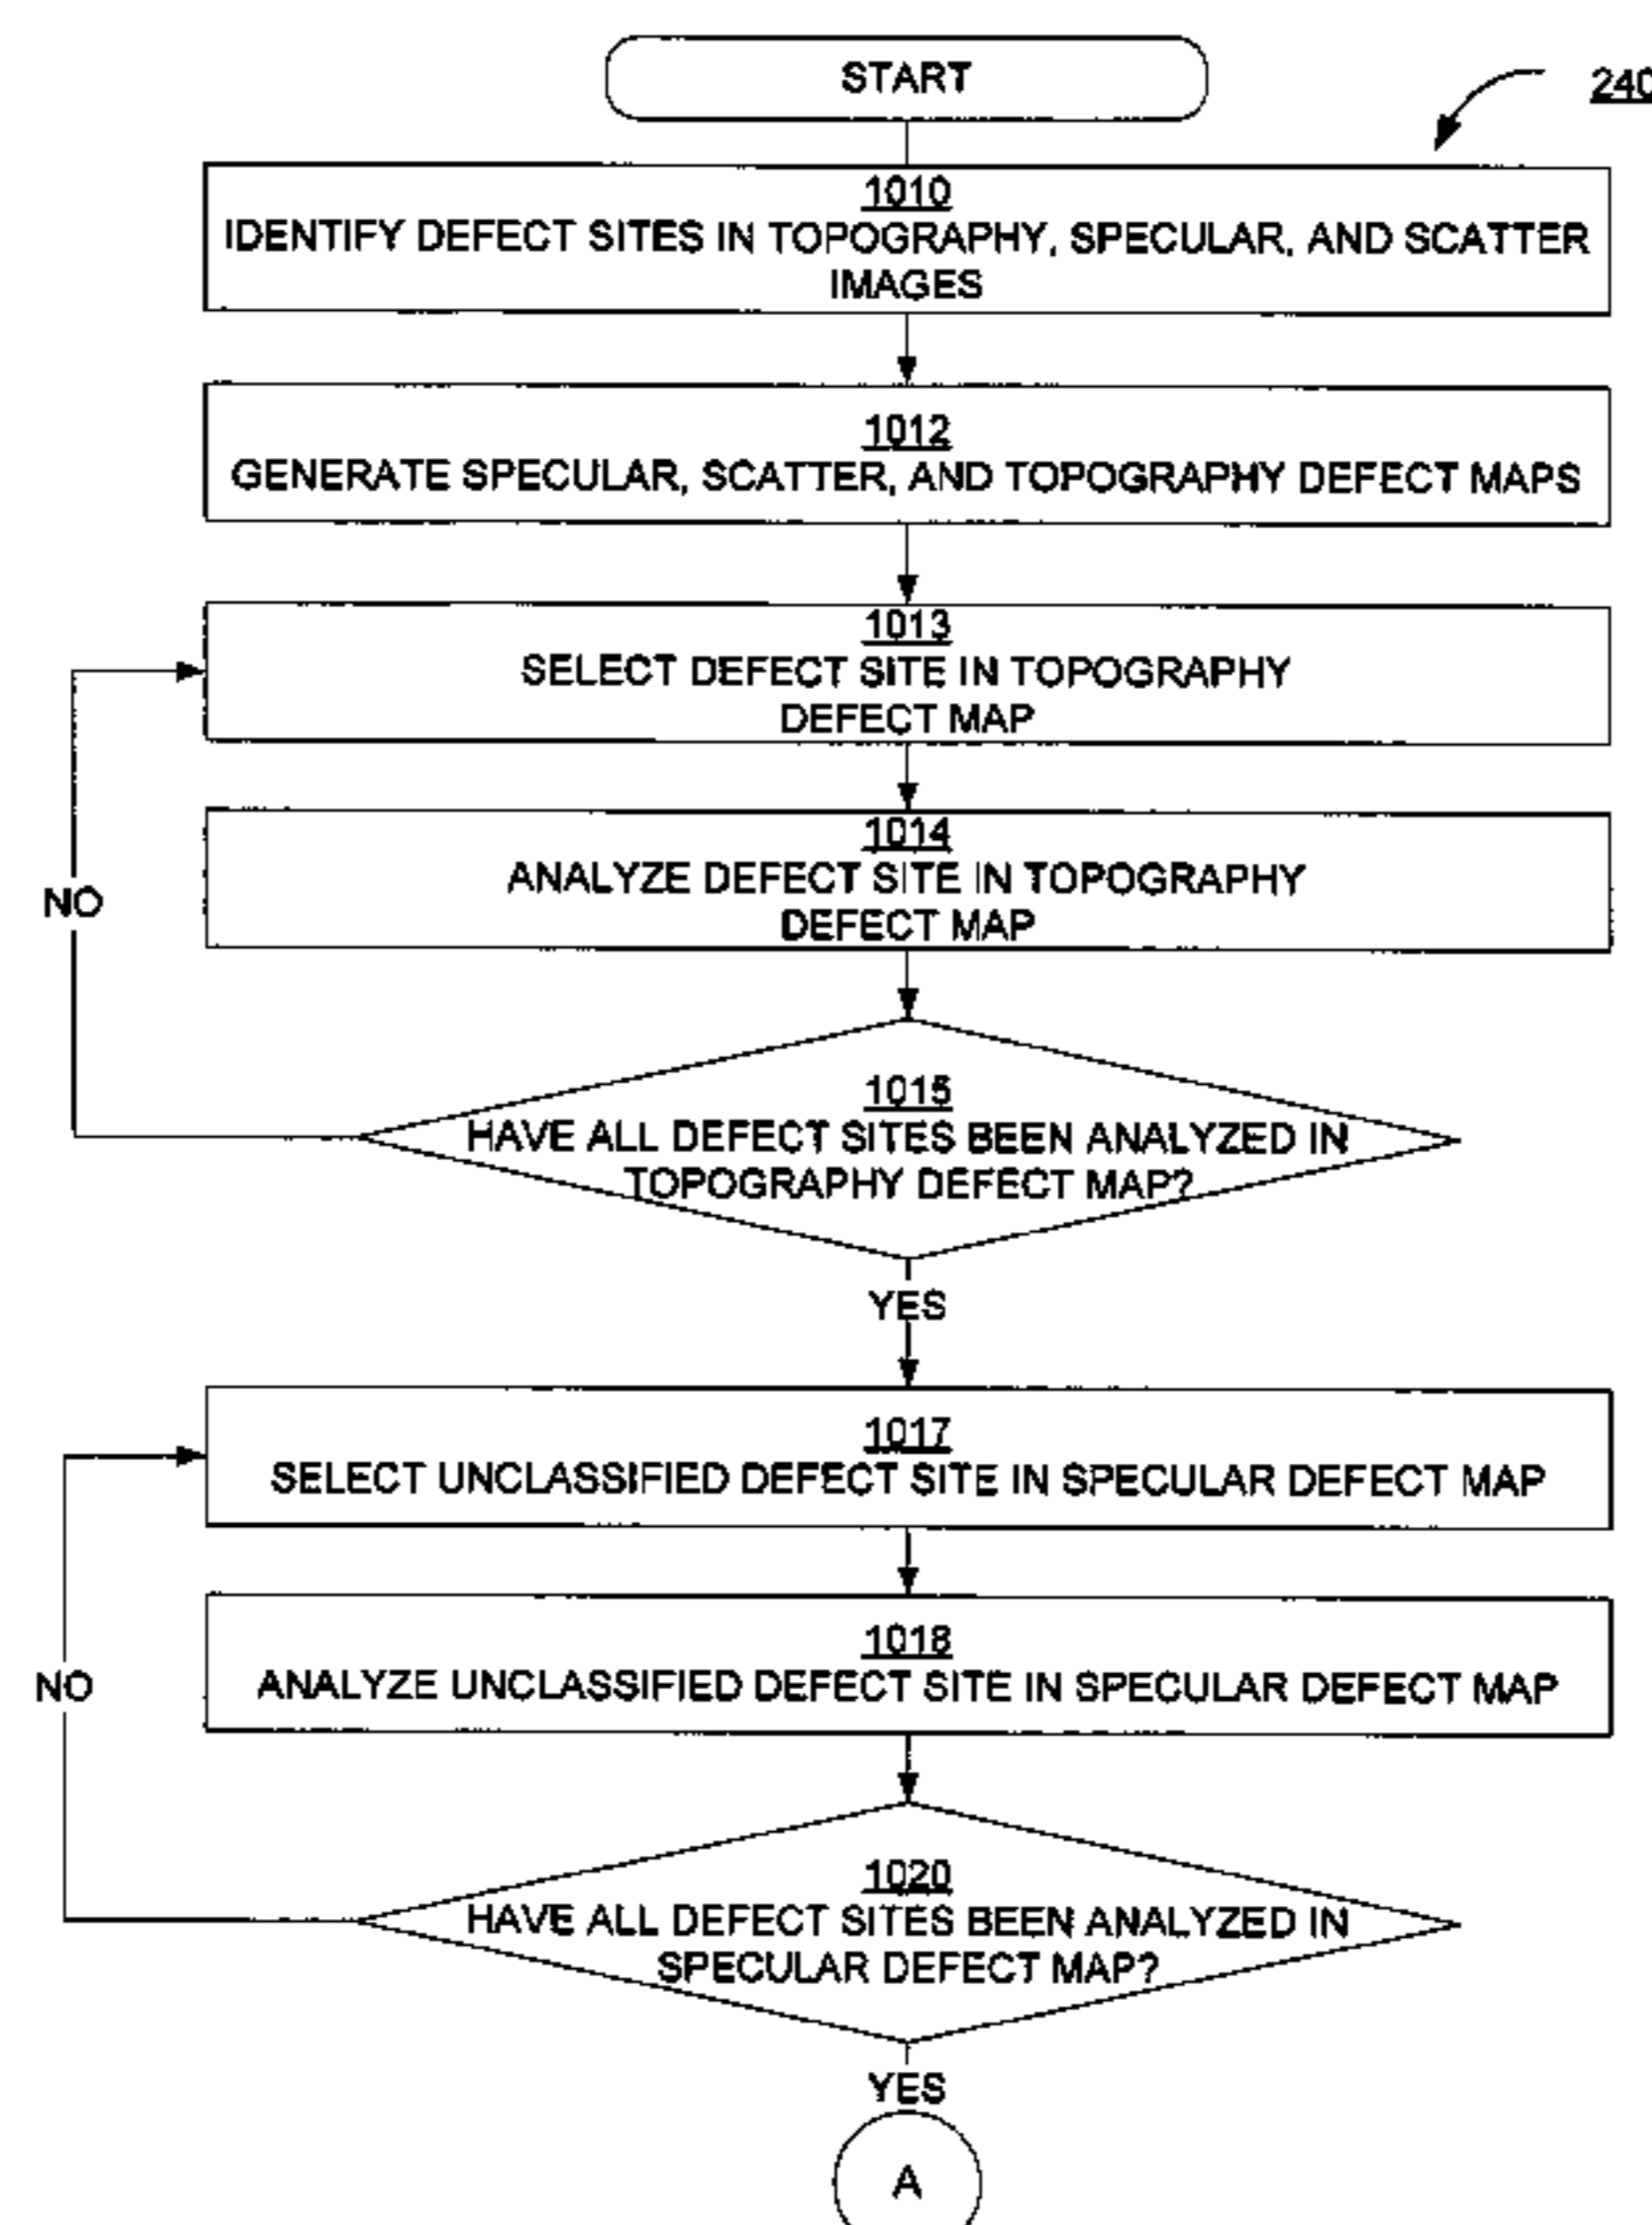 START
240
1010
IDENTIFY DEFECT SITES IN TOPOGRAPHY, SPECULAR, AND SCATTER
IMAGES
1012
GENERATE SPECULAR, SCATTER, AND TOPOGRAPHY DEFECT MAPS
1013
SELECT DEFECT SITE IN TOPOGRAPHY
DEFECT MAP
1014
ANALYZE DEFECT SITE IN TOPOGRAPHY
DEFECT MAP
NO
1015
HAVE ALL DEFECT SITES BEEN ANALYZED IN
TOPOGRAPHY DEFECT MAP?
YES
1017
SELECT UNCLASSIFIED DEFECT SITE IN SPECULAR DEFECT MAP
1018
ANALYZE UNCLASSIFIED DEFECT SITE IN SPECULAR DEFECT MAP
NO
1020
HAVE ALL DEFECT SITES BEEN ANALYZED IN
SPECULAR DEFECT MAP?
YES
A